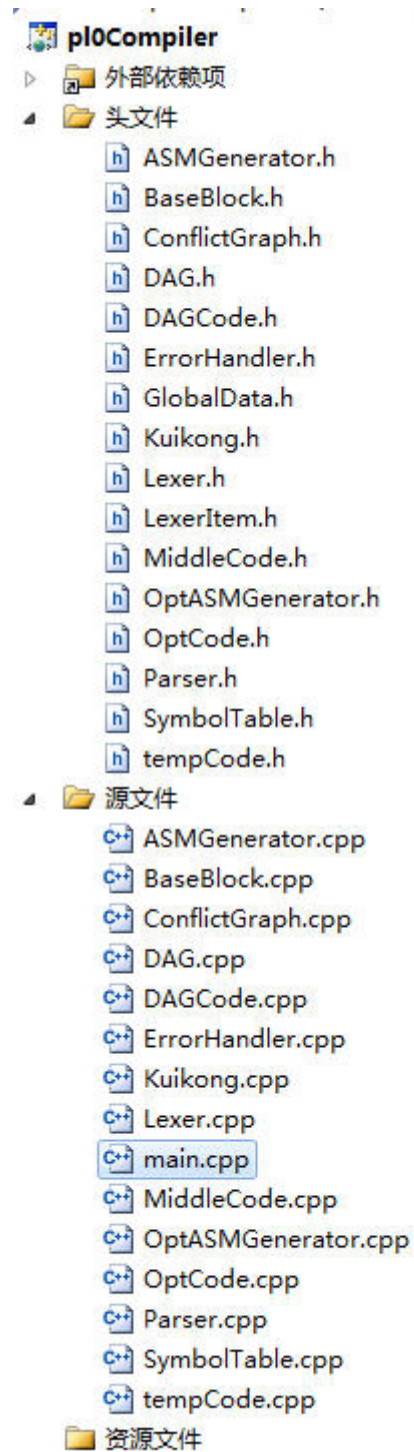 pl0Compiler
外部依赖项
头文件
ASMGenerator.h
BaseBlock.h
ConflictGraph.h
DAG.h
DAGCode.h
ErrorHandler.h
GlobalData.h
Kuikong.h
Lexer.h
LexerItem.h
MiddleCode.h
OptASMGenerator.h
OptCode.h
Parser.h
SymbolTable.h
tempCode.h
源文件
ASMGenerator.cpp
BaseBlock.cpp
ConflictGraph.cpp
DAG.cpp
DAGCode.cpp
ErrorHandler.cpp
Kuikong.cpp
Lexer.cpp
main.cpp
MiddleCode.cpp
OptASMGenerator.cpp
OptCode.cpp
Parser.cpp
SymbolTable.cpp
tempCode.cpp
资源文件